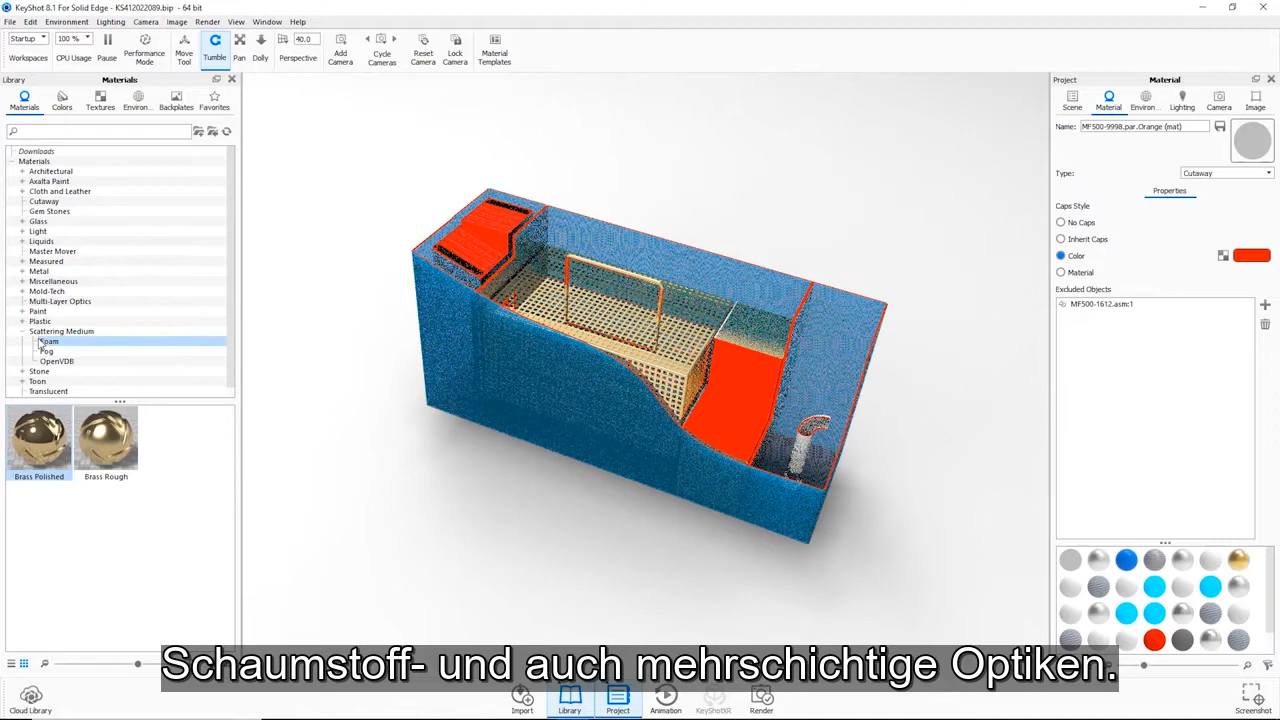 KeyShot 8.1 For Solid Edge - KS412022089.bip - 64 bit
File Edit Environment Lighting Camera Image Render View Window Help
Startup 100 % 40.0
Workspaces CPU Usage Pause Performance Mode Move Tool Tumble Pan Dolly Perspective Add Camera Cycle Cameras Reset Camera Lock Camera Material Templates
Library Materials
Materials Colors Textures Environ... Backplates Favorites
Downloads
Materials
Architectural
Axalta Paint
Cloth and Leather
Cutaway
Gem Stones
Glass
Light
Liquids
Master Mover
Measured
Metal
Miscellaneous
Mold-Tech
Multi-Layer Optics
Paint
Plastic
Scattering Medium
Foam
Fog
OpenVDB
Stone
Toon
Translucent
Brass Polished Brass Rough
Project Material
Scene Material Environ... Lighting Camera Image
Name: MF500-9998.par.Orange (mat)
Type: Cutaway
Properties
Caps Style
No Caps
Inherit Caps
Color
Material
Excluded Objects
MF500-1612.asm:1
Schaumstoff- und auch mehrschichtige Optiken.
Cloud Library Import Library Project Animation KeyShotXR Render Screenshot